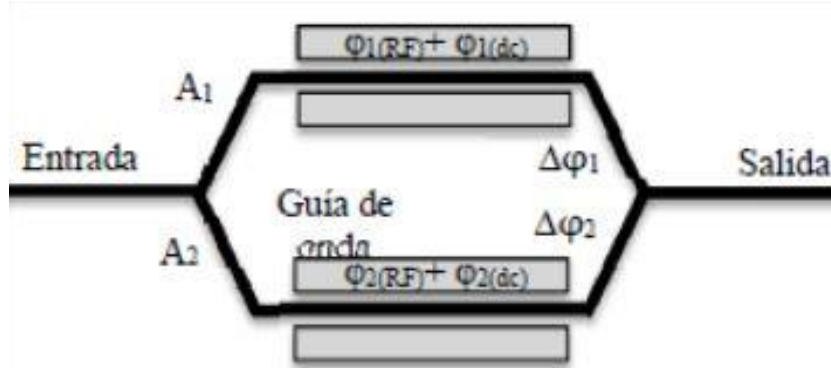 φ1(RF)+ φ1(dc)
A1
Entrada
Δφ1
Salida
Guía de
onda
Δφ2
A2
φ2(RF)+ φ2(dc)